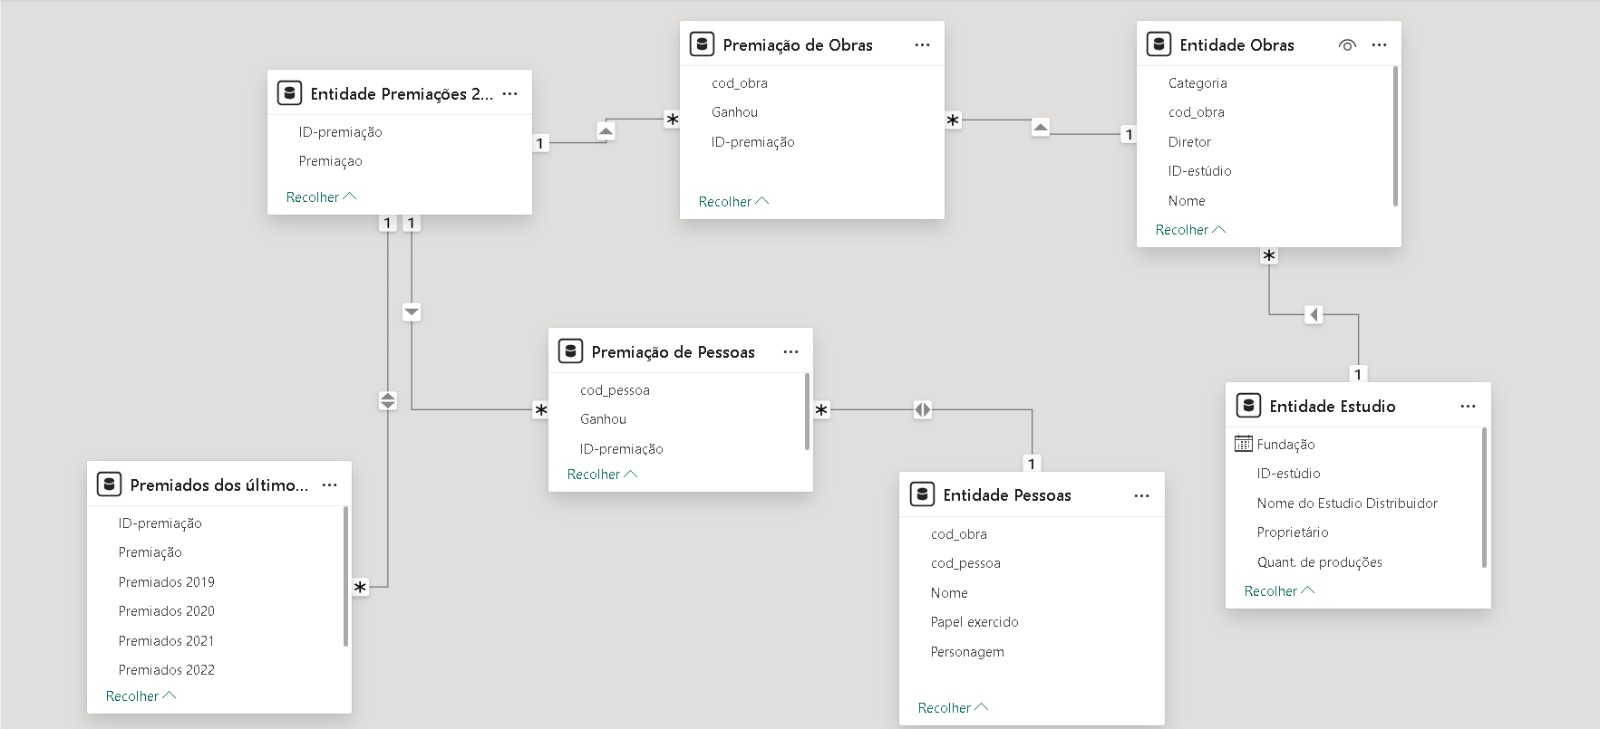 Entidade Premiações 2...
ID-premiação
Premiaçao
Recolher
Premiação de Obras
cod_obra
Ganhou
ID-premiação
Recolher
Entidade Obras
Categoria
cod_obra
Diretor
ID-estúdio
Nome
Recolher
1
*
*
1
1
1
*
1
Premiação de Pessoas
cod_pessoa
Ganhou
ID-premiação
Recolher
*
*
1
Entidade Estudio
Fundação
ID-estúdio
Nome do Estudio Distribuidor
Proprietário
Quant. de produções
Recolher
Premiados dos último...
ID-premiação
Premiação
Premiados 2019
Premiados 2020
Premiados 2021
Premiados 2022
Recolher
*
Entidade Pessoas
cod_obra
cod_pessoa
Nome
Papel exercido
Personagem
Recolher